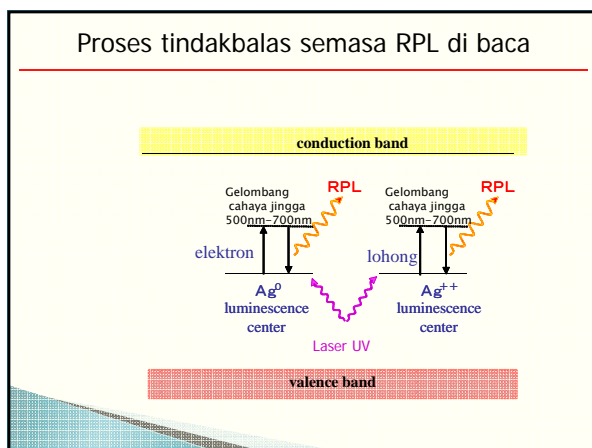 Proses tindakbalas semasa RPL di baca
conduction band
Gelombang
cahaya jingga
500nm-700nm
RPL
elektron
Ag⁰
luminescence
center
Gelombang
cahaya jingga
500nm-700nm
RPL
lohong
Ag⁺⁺
luminescence
center
Laser UV
valence band